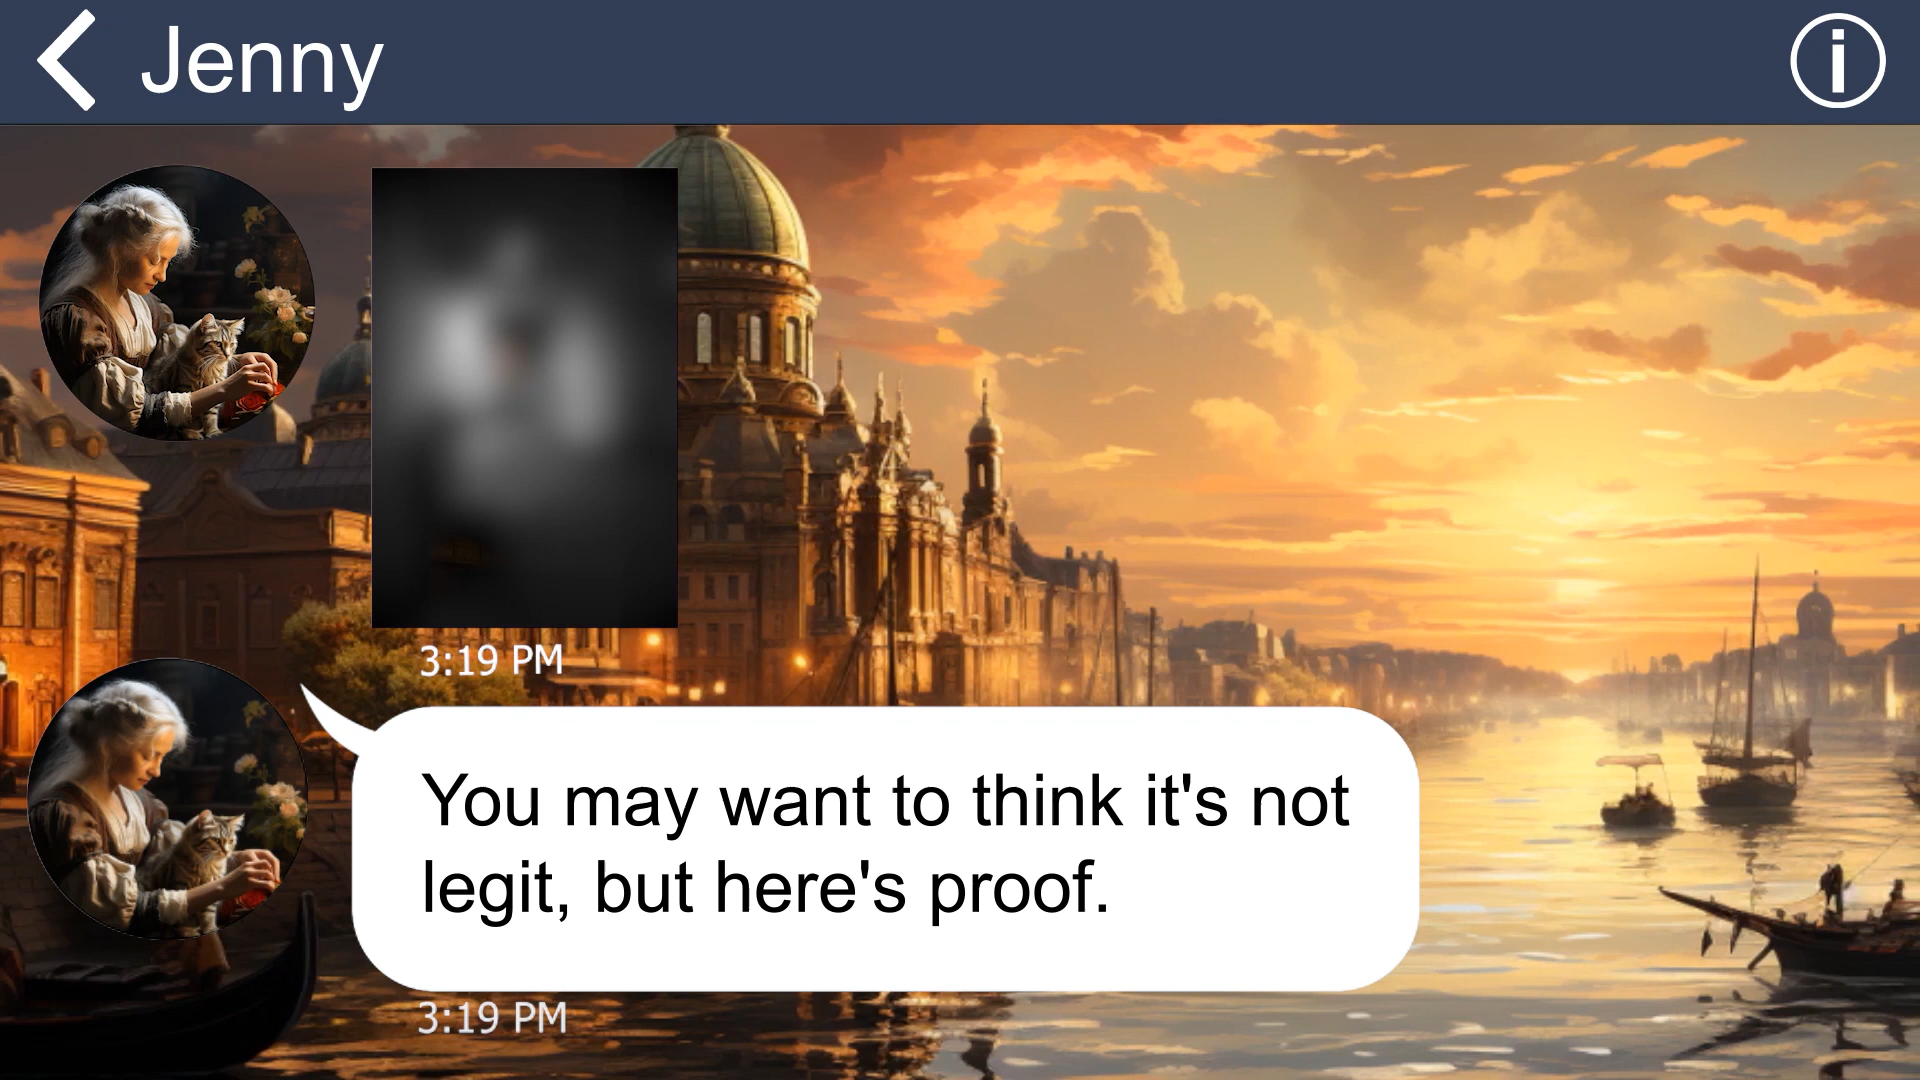 Jenny
3:19 PM
You may want to think it's not
legit, but here's proof.
3:19 PM